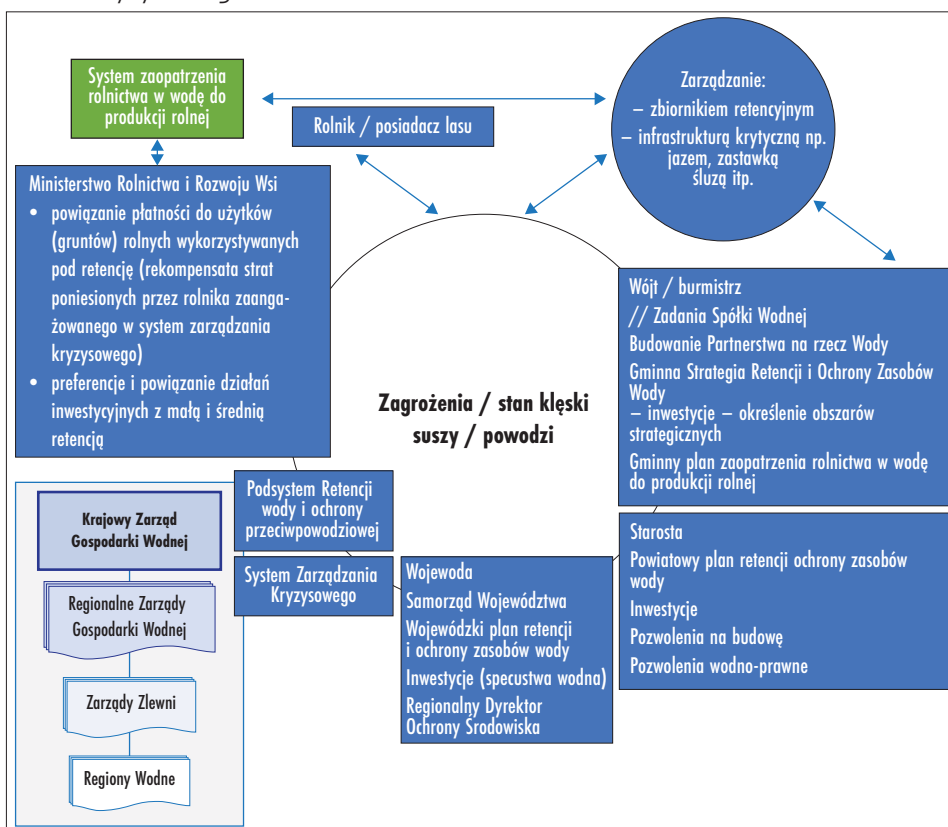 System zaopatrzenia
rolnictwa w wodę do
produkcji rolnej
Rolnik / posiadacz lasu
Zarządzanie:
– zbiornikiem retencyjnym
– infrastrukturą krytyczną np.
jazem, zastawką
śluzą itp.
Ministerstwo Rolnictwa i Rozwoju Wsi
• powiązanie płatności do użytków
(gruntów) rolnych wykorzystywanych
pod retencję (rekompensata strat
poniesionych przez rolnika zaanga-
żowanego w system zarządzania
kryzysowego)
• preferencje i powiązanie działań
inwestycyjnych z małą i średnią
retencją
Zagrożenia / stan klęski
suszy / powodzi
Wójt / burmistrz
// Zadania Spółki Wodnej
Budowanie Partnerstwa na rzecz Wody
Gminna Strategia Retencji i Ochrony Zasobów
Wody
– inwestycje – określenie obszarów
strategicznych
Gminny plan zaopatrzenia rolnictwa w wodę
do produkcji rolnej
Podsystem Retencji
wody i ochrony
przeciwpowodziowej
System Zarządzania
Kryzysowego
Wojewoda
Samorząd Województwa
Wojewódzki plan retencji
i ochrony zasobów wody
Inwestycje (specustwa wodna)
Regionalny Dyrektor
Ochrony Środowiska
Starosta
Powiatowy plan retencji ochrony zasobów
wody
Inwestycje
Pozwolenia na budowę
Pozwolenia wodno-prawne
Krajowy Zarząd
Gospodarki Wodnej
Regionalne Zarządy
Gospodarki Wodnej
Zarządy Zlewni
Regiony Wodne